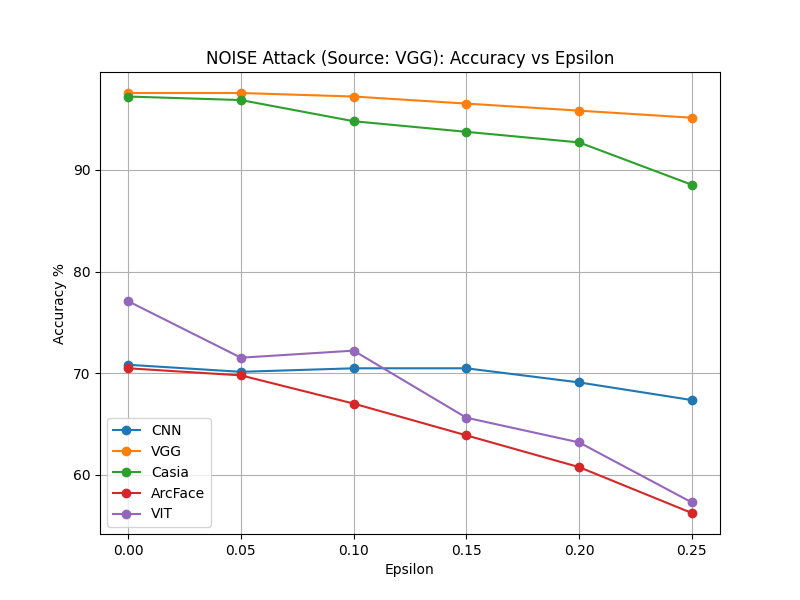 NOISE Attack (Source: VGG): Accuracy vs Epsilon
Accuracy %
90
80
70
60
CNN
VGG
Casia
ArcFace
VIT
0.00 0.05 0.10 0.15 0.20 0.25
Epsilon